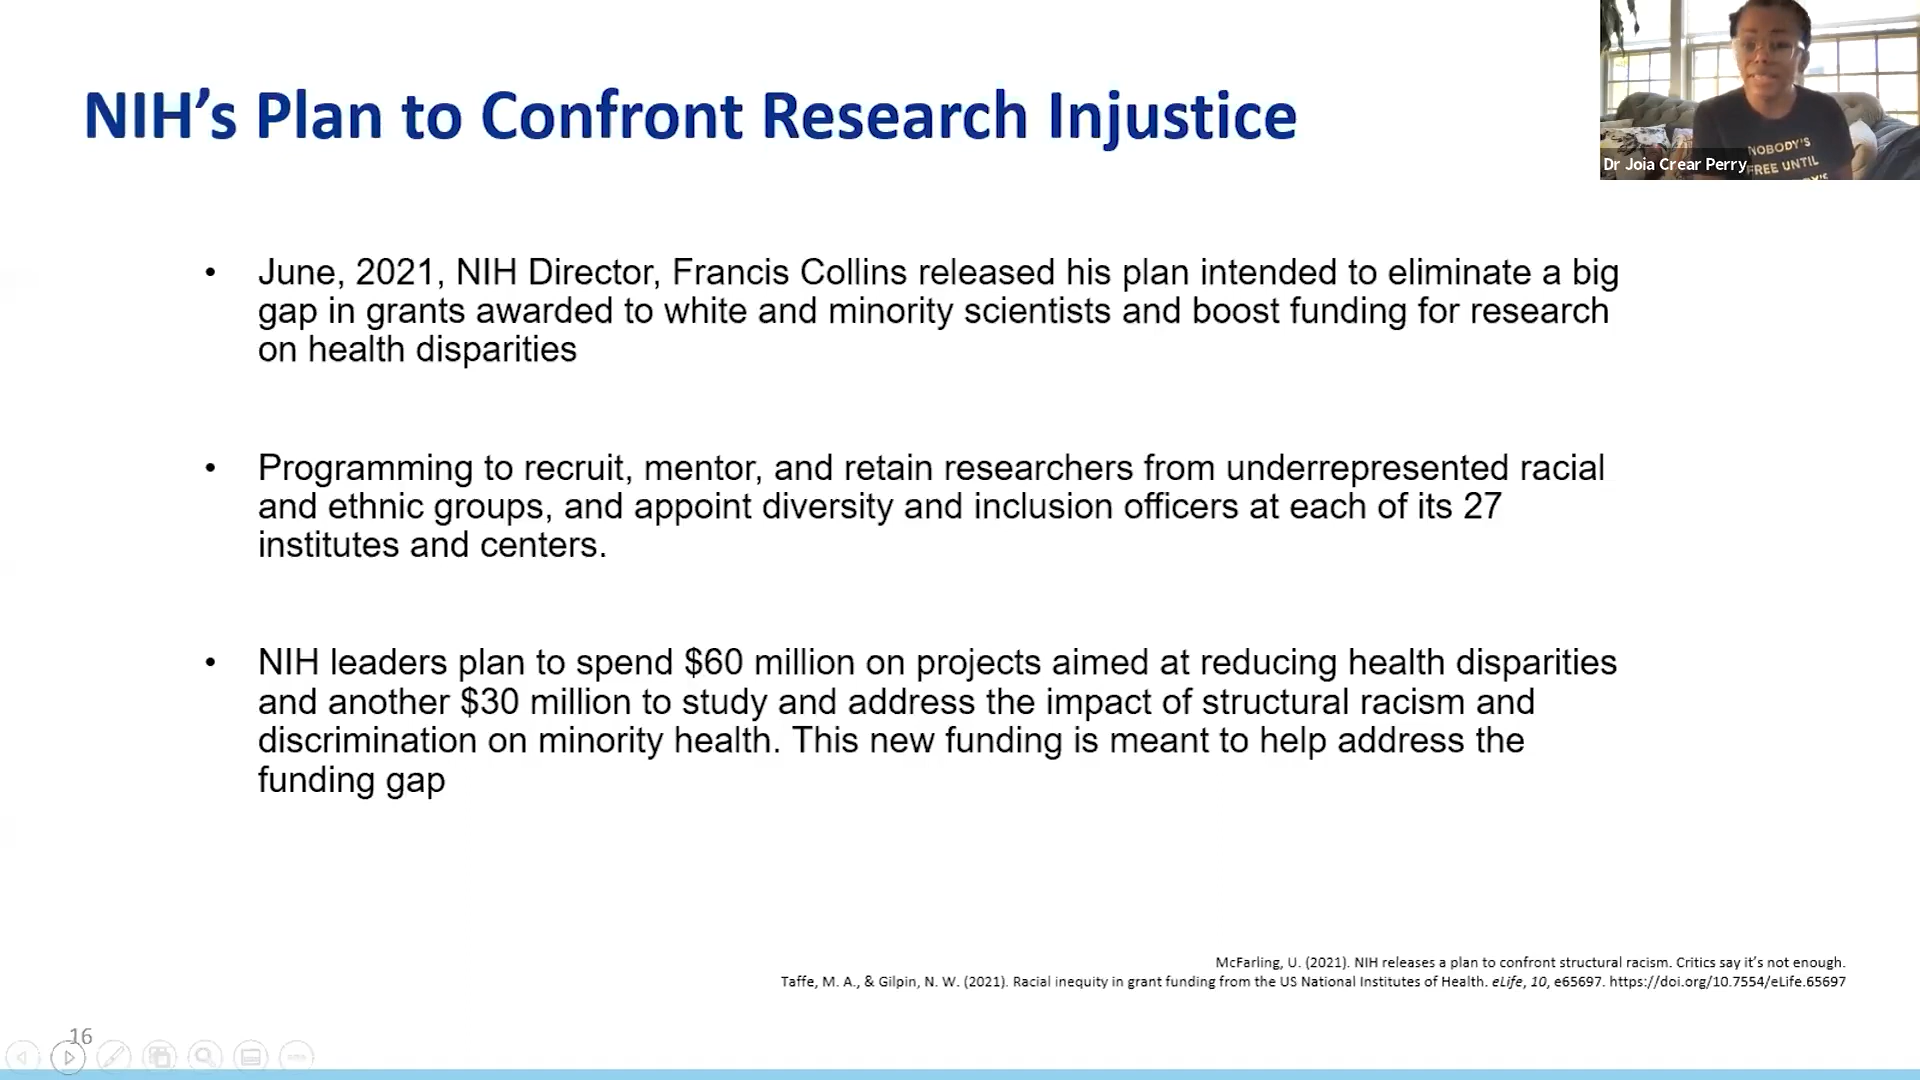 NIH’s Plan to Confront Research Injustice
NOBODY'S
FREE UNTIL
Dr Joia Crear Perry
• June, 2021, NIH Director, Francis Collins released his plan intended to eliminate a big
gap in grants awarded to white and minority scientists and boost funding for research
on health disparities
• Programming to recruit, mentor, and retain researchers from underrepresented racial
and ethnic groups, and appoint diversity and inclusion officers at each of its 27
institutes and centers.
• NIH leaders plan to spend $60 million on projects aimed at reducing health disparities
and another $30 million to study and address the impact of structural racism and
discrimination on minority health. This new funding is meant to help address the
funding gap
McFarling, U. (2021). NIH releases a plan to confront structural racism. Critics say it’s not enough.
Taffe, M. A., & Gilpin, N. W. (2021). Racial inequity in grant funding from the US National Institutes of Health. eLife, 10, e65697. https://doi.org/10.7554/eLife.65697
16